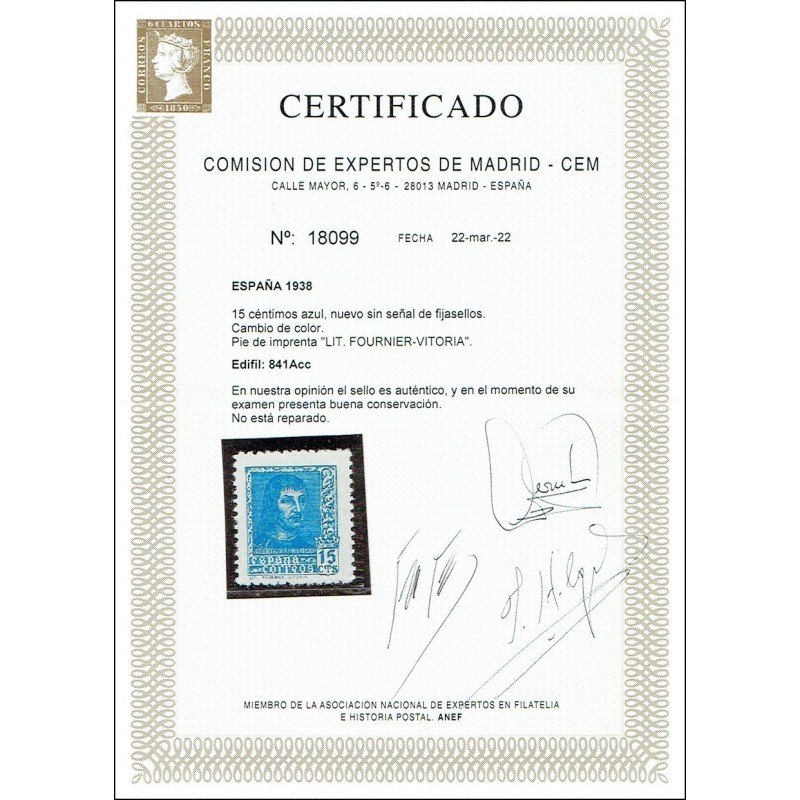 6 CUARTOS
CORREOS
FRANCO
1850
CERTIFICADO
COMISION DE EXPERTOS DE MADRID - CEM
CALLE MAYOR, 6 - 5º-6 - 28013 MADRID - ESPAÑA
Nº: 18099 FECHA 22-mar.-22
ESPAÑA 1938
15 céntimos azul, nuevo sin señal de fijasellos.
Cambio de color.
Pie de imprenta "LIT. FOURNIER-VITORIA".
Edifil: 841Acc
En nuestra opinión el sello es auténtico, y en el momento de su
examen presenta buena conservación.
No está reparado.
ESPAÑA 15
CORREOS CTS
LIT. FOURNIER. VITORIA.
MIEMBRO DE LA ASOCIACION NACIONAL DE EXPERTOS EN FILATELIA
E HISTORIA POSTAL. ANEF